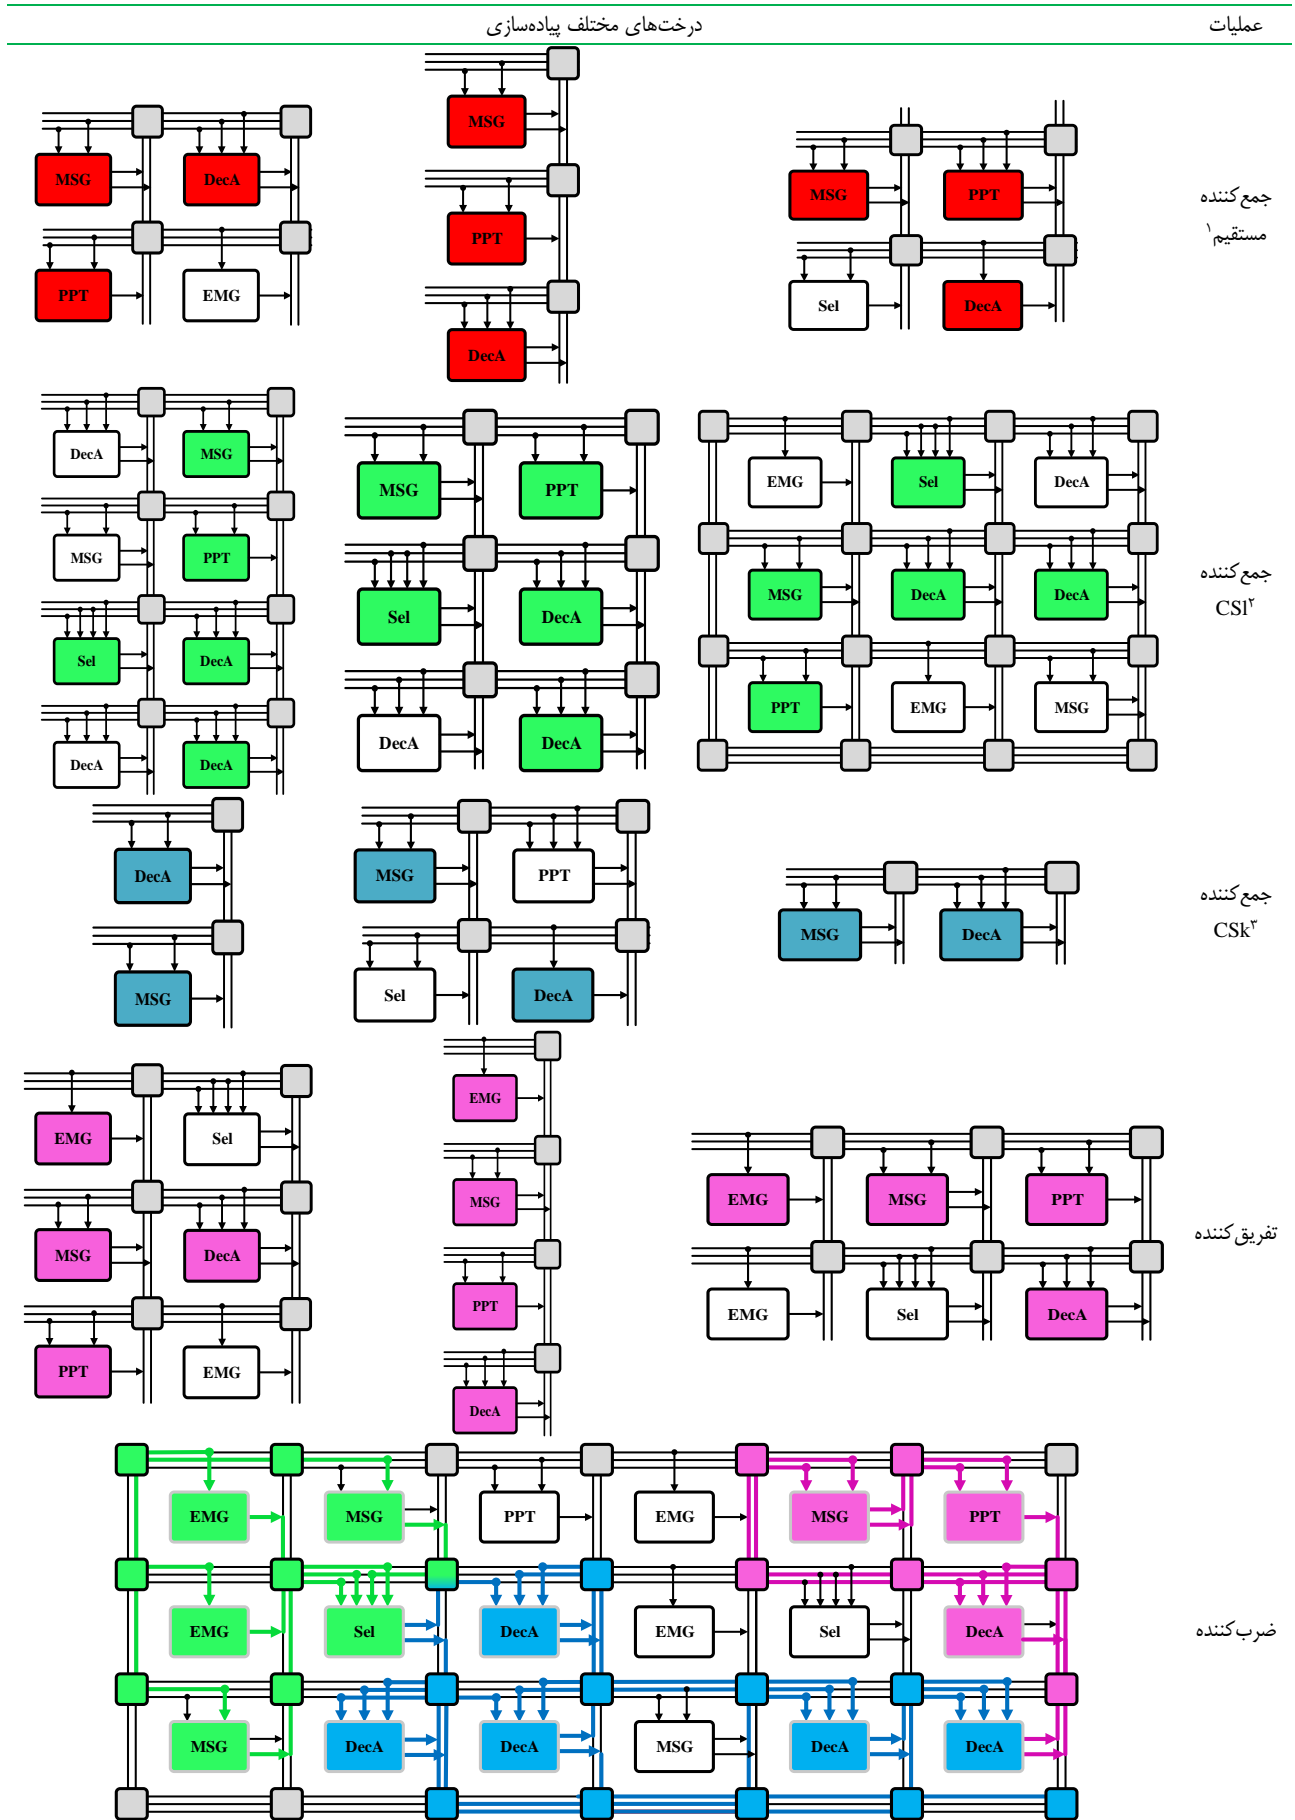 عملیات درخت‌های مختلف پیاده‌سازی
جمع‌کننده
مستقیم۱
MSG PPT
Sel DecA
MSG
PPT
DecA
MSG DecA
PPT EMG
جمع‌کننده
CSl۲
EMG Sel DecA
MSG DecA DecA
PPT EMG MSG
MSG PPT
Sel DecA
DecA DecA
DecA MSG
MSG PPT
Sel DecA
DecA DecA
جمع‌کننده
CSk۳
MSG DecA
MSG PPT
Sel DecA
DecA
MSG
تفریق‌کننده
EMG MSG PPT
EMG Sel DecA
EMG
MSG
PPT
DecA
EMG Sel
MSG DecA
PPT EMG
ضرب‌کننده
EMG MSG PPT EMG MSG PPT
EMG Sel DecA EMG Sel DecA
MSG DecA DecA MSG DecA DecA